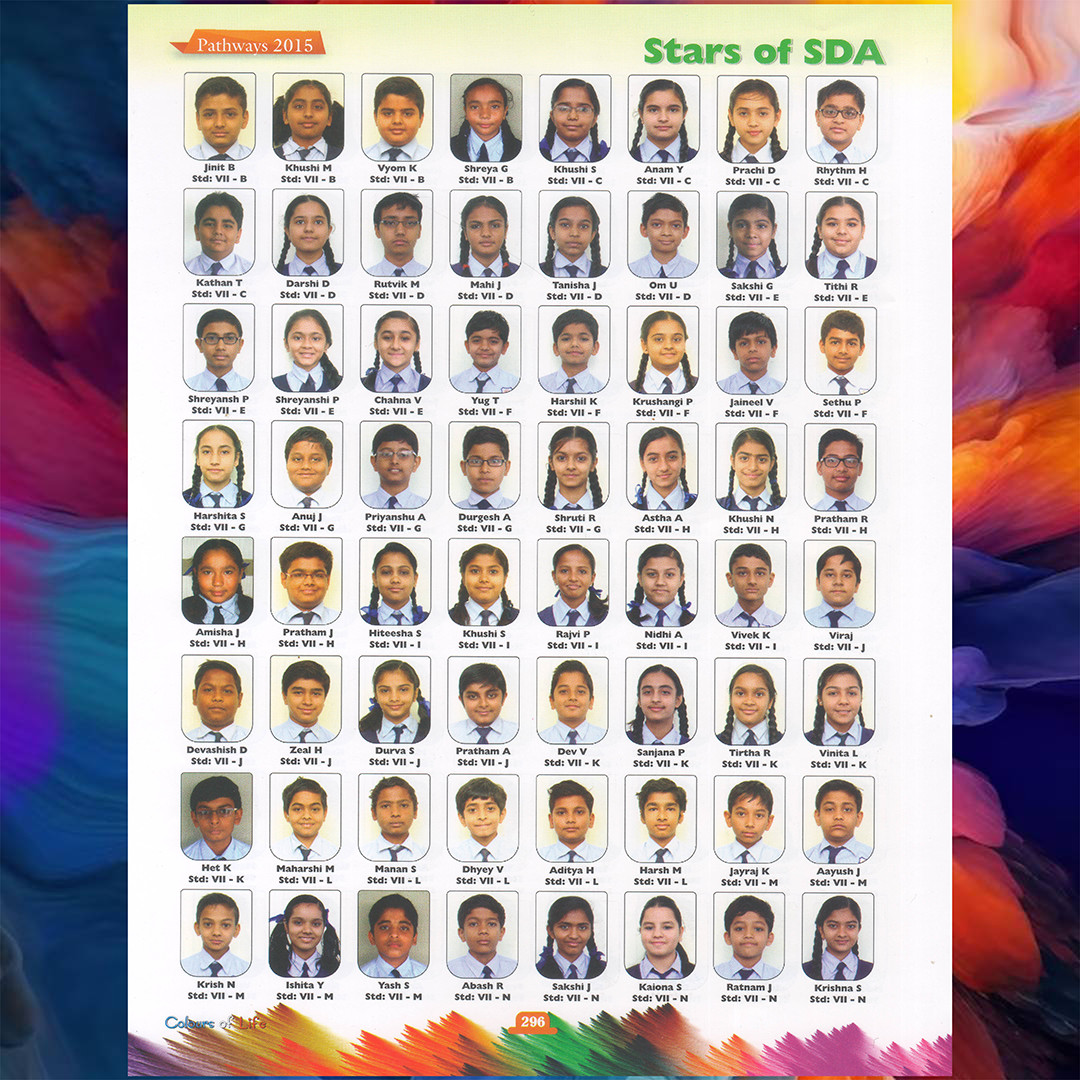 Pathways 2015
Stars of SDA
Jinit B
Std: VII - B
Khushi M
Std: VII - B
Vyom K
Std: VII - B
Shreya G
Std: VII - B
Khushi S
Std: VII - C
Anam Y
Std: VII - C
Prachi D
Std: VII - C
Rhythm H
Std: VII - C
Kathan T
Std: VII - C
Darshi D
Std: VII - D
Rutvik M
Std: VII - D
Mahi J
Std: VII - D
Tanisha J
Std: VII - D
Om U
Std: VII - D
Sakshi G
Std: VII - E
Tithi R
Std: VII - E
Shreyansh P
Std: VII - E
Shreyanshi P
Std: VII - E
Chahna V
Std: VII - E
Yug T
Std: VII - F
Harshil K
Std: VII - F
Krushangi P
Std: VII - F
Jaineel V
Std: VII - F
Sethu P
Std: VII - F
Harshita S
Std: VII - G
Anuj J
Std: VII - G
Priyanshu A
Std: VII - G
Durgesh A
Std: VII - G
Shruti R
Std: VII - G
Astha A
Std: VII - H
Khushi N
Std: VII - H
Pratham R
Std: VII - H
Amisha J
Std: VII - H
Pratham J
Std: VII - H
Hiteesha S
Std: VII - I
Khushi S
Std: VII - I
Rajvi P
Std: VII - I
Nidhi A
Std: VII - I
Vivek K
Std: VII - I
Viraj
Std: VII - J
Devashish D
Std: VII - J
Zeal H
Std: VII - J
Durva S
Std: VII - J
Pratham A
Std: VII - J
Dev V
Std: VII - K
Sanjana P
Std: VII - K
Tirtha R
Std: VII - K
Vinita L
Std: VII - K
Het K
Std: VII - K
Maharshi M
Std: VII - L
Manan S
Std: VII - L
Dhyey V
Std: VII - L
Aditya H
Std: VII - L
Harsh M
Std: VII - L
Jayraj K
Std: VII - M
Aayush J
Std: VII - M
Krish N
Std: VII - M
Ishita Y
Std: VII - M
Yash S
Std: VII - M
Abash R
Std: VII - N
Sakshi J
Std: VII - N
Kaiona S
Std: VII - N
Ratnam J
Std: VII - N
Krishna S
Std: VII - N
Colours of Life
296